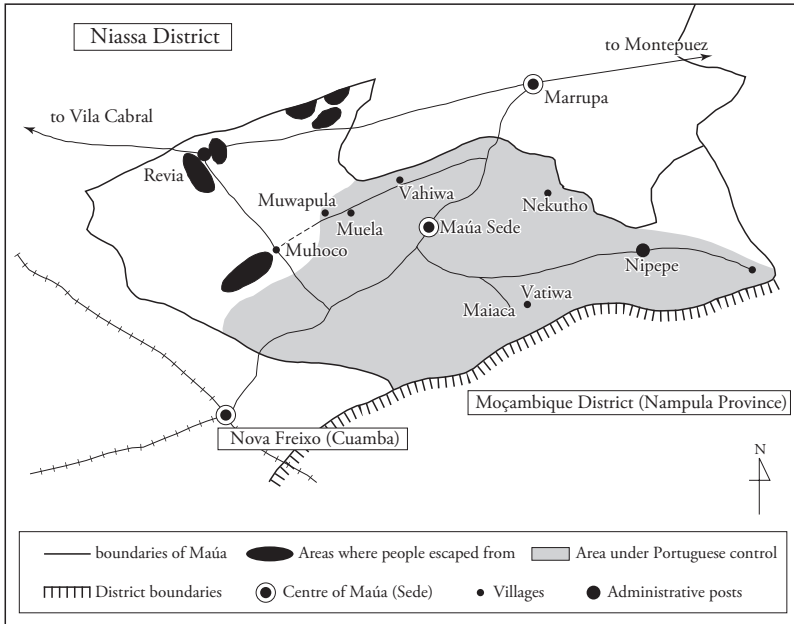 Niassa District
to Montepuez
Marrupa
to Vila Cabral
Revia
Vahiwa
Muwapula
Nekutho
Muela
Maúa Sede
Muhoco
Nipepe
Vatiwa
Maiaca
Moçambique District (Nampula Province)
Nova Freixo (Cuamba)
N
boundaries of Maúa
Areas where people escaped from
Area under Portuguese control
District boundaries
Centre of Maúa (Sede)
Villages
Administrative posts